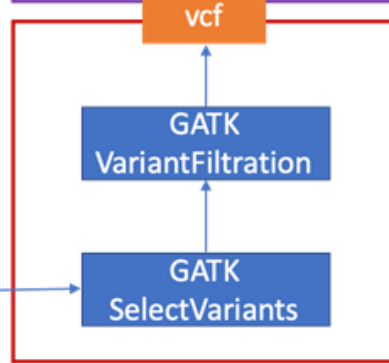 vcf
GATK
VariantFiltration
GATK
SelectVariants